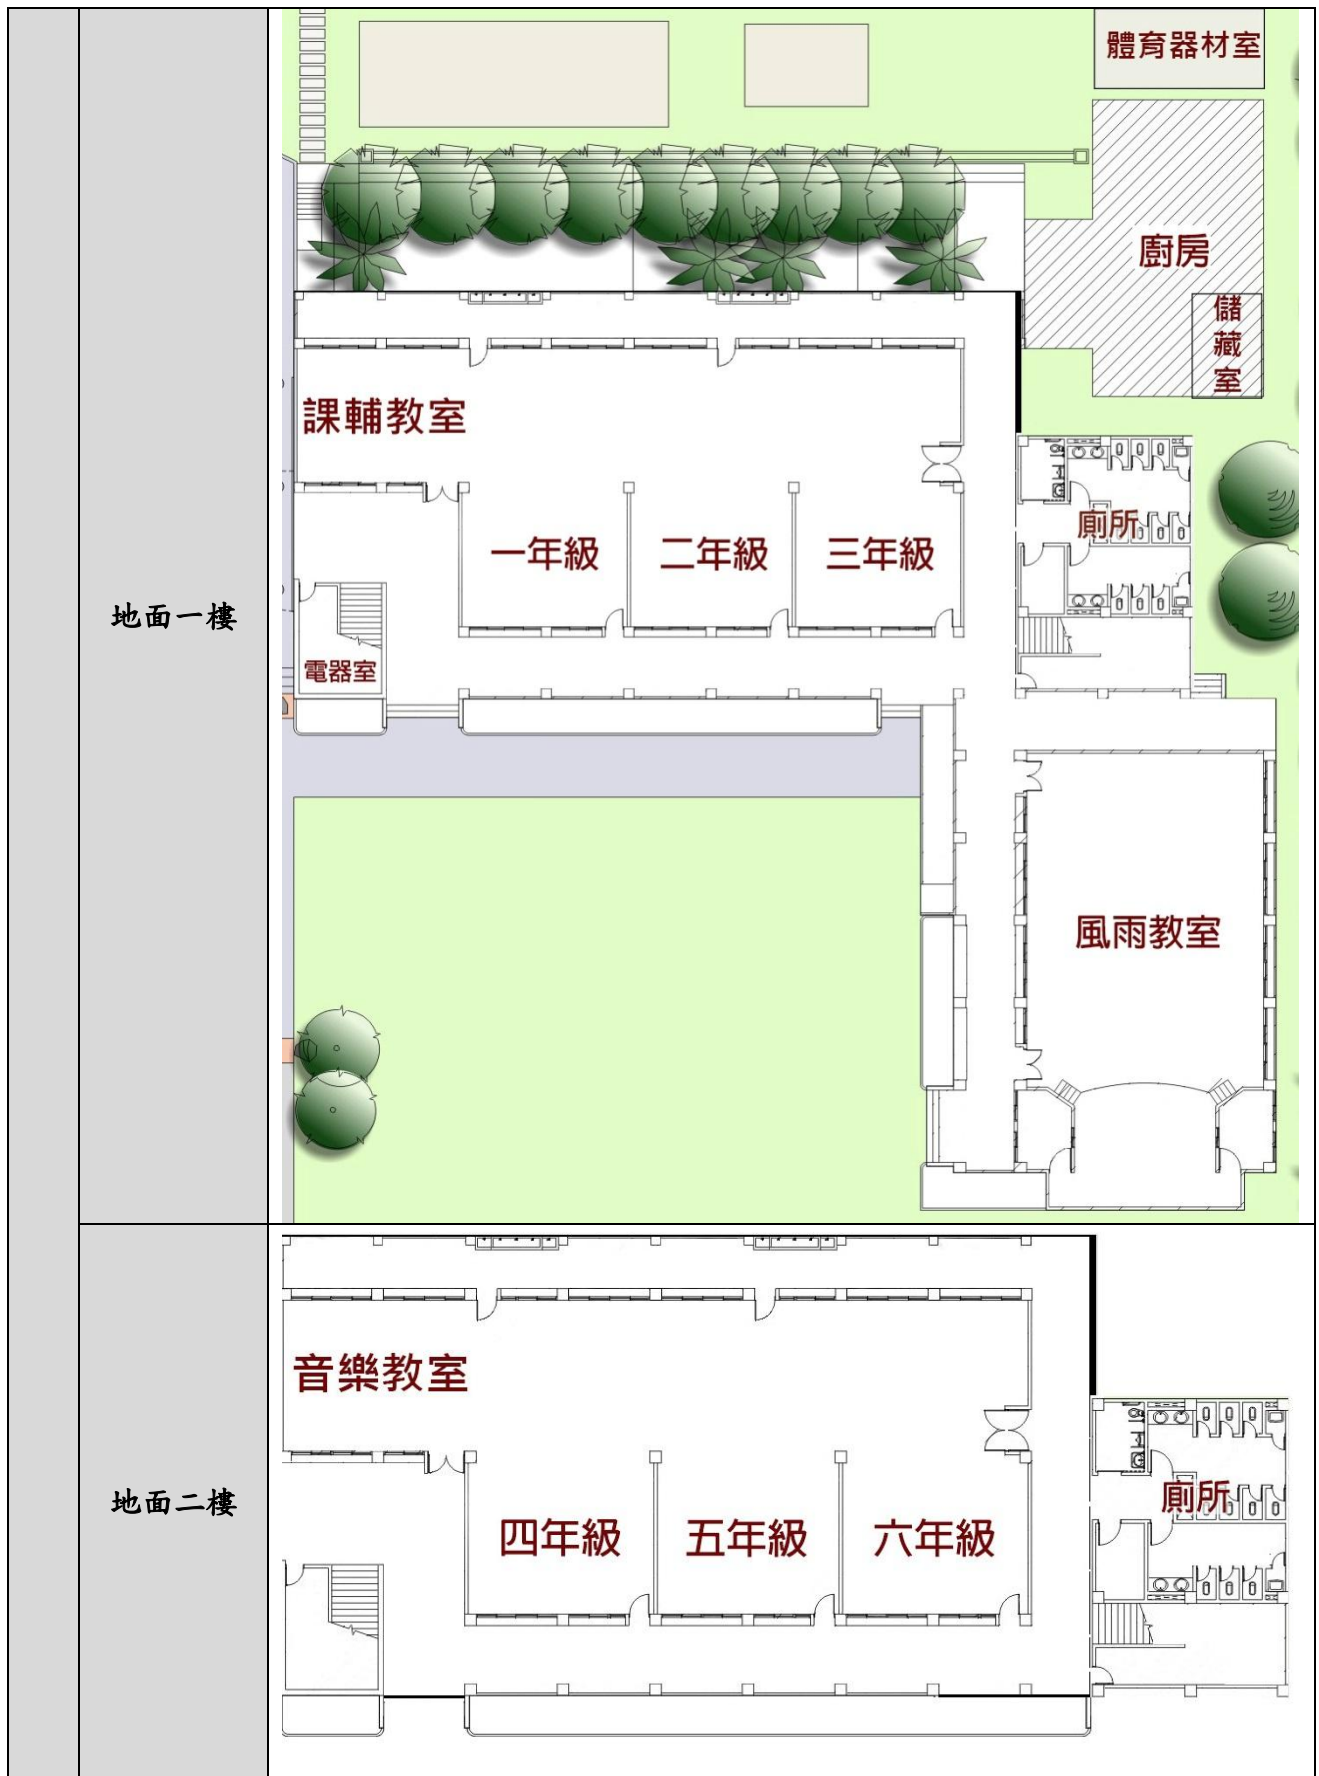 地面一樓
體育器材室
廚房
儲
藏
室
課輔教室
廁所
一年級
二年級
三年級
電器室
風雨教室
地面二樓
音樂教室
廁所
四年級
五年級
六年級